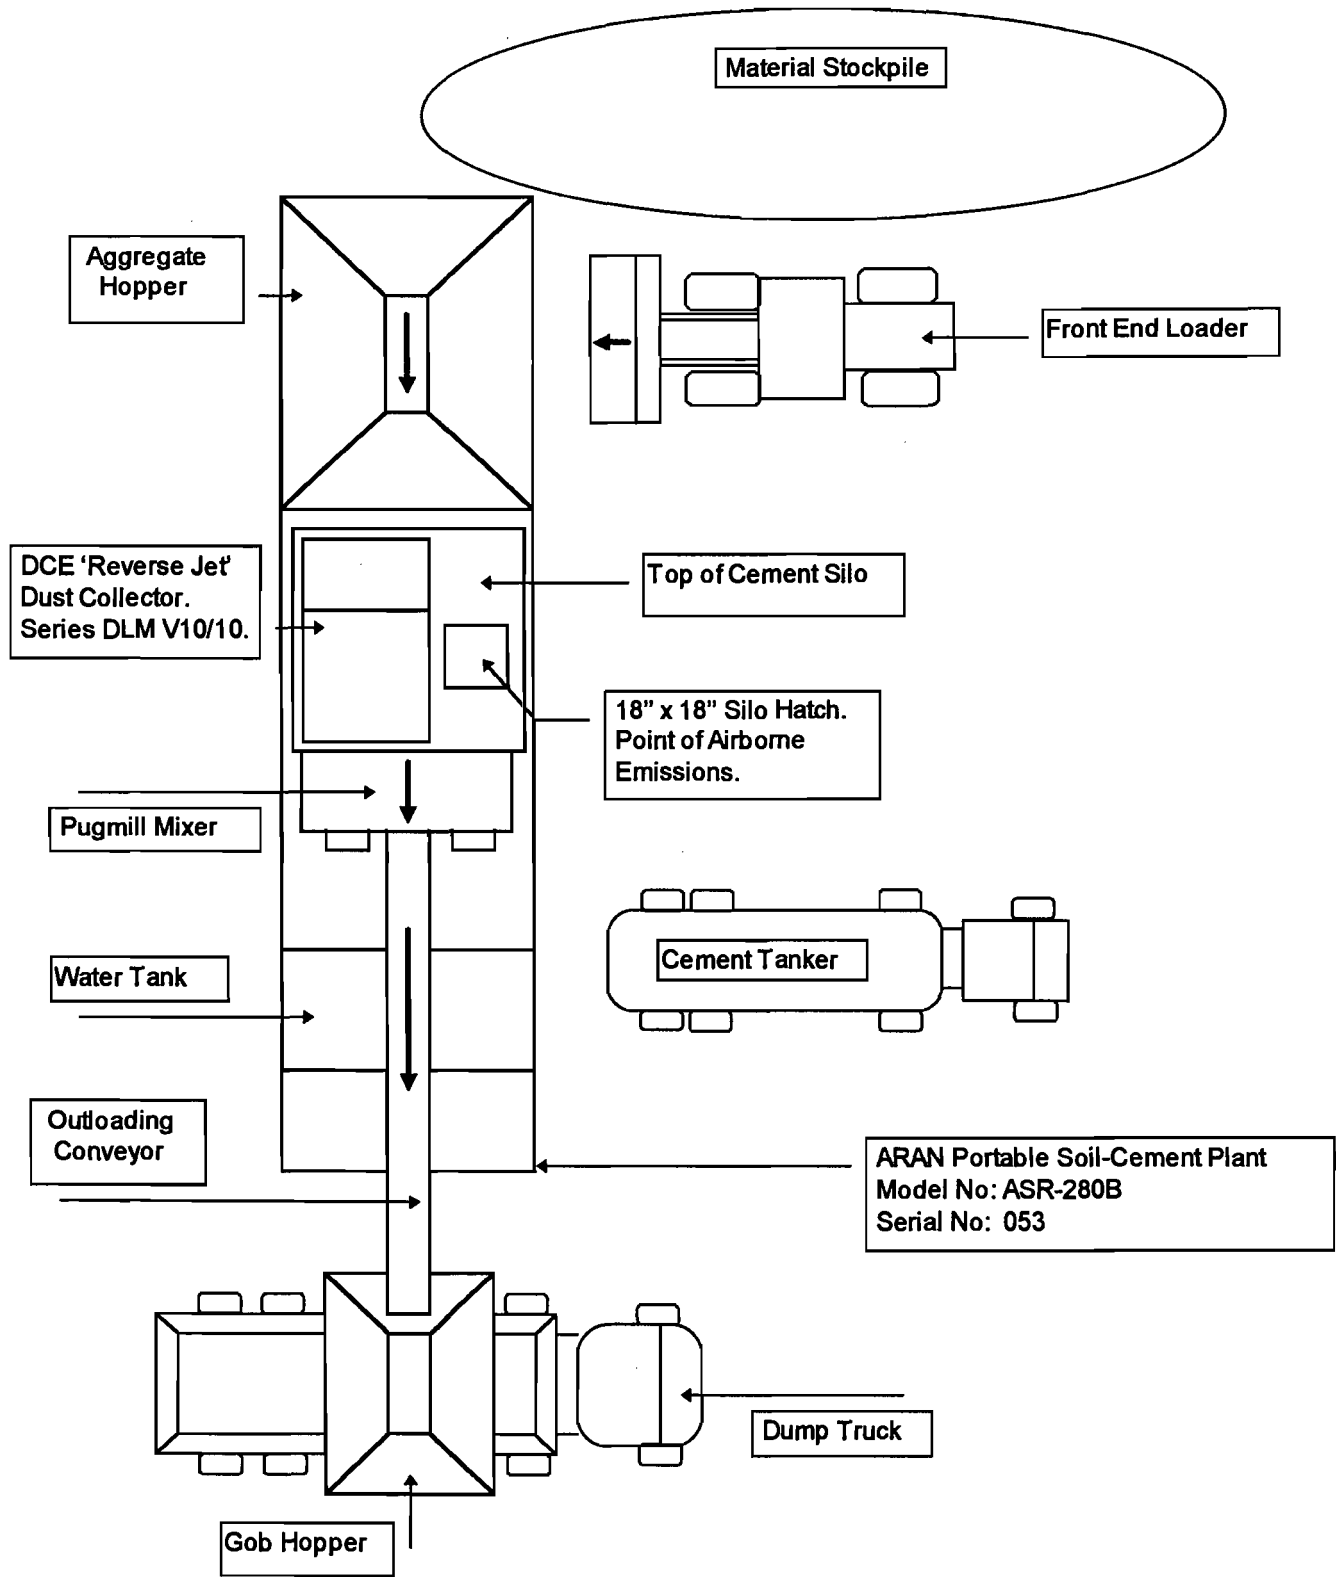 Material Stockpile
Aggregate
Hopper
Front End Loader
DCE ‘Reverse Jet’
Dust Collector.
Series DLM V10/10.
Top of Cement Silo
18” x 18” Silo Hatch.
Point of Airborne
Emissions.
Pugmill Mixer
Water Tank
Cement Tanker
Outloading
Conveyor
ARAN Portable Soil-Cement Plant
Model No: ASR-280B
Serial No: 053
Dump Truck
Gob Hopper